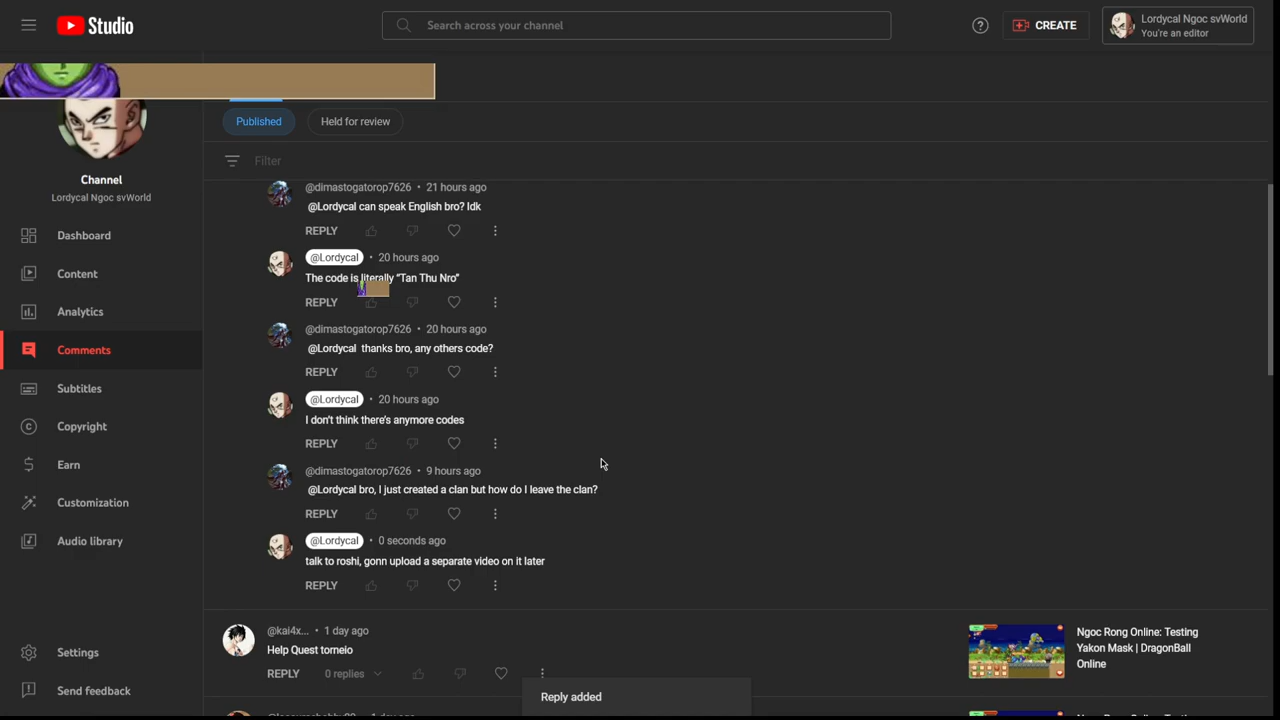 Studio
Search across your channel
CREATE
Lordycal Ngoc svWorld
You're an editor
Published
Held for review
Filter
Channel
Lordycal Ngoc svWorld
Dashboard
Content
Analytics
Comments
Subtitles
Copyright
Earn
Customization
Audio library
Settings
Send feedback
@dimastogatorop7626 • 21 hours ago
@Lordycal can speak English bro? Idk
REPLY
@Lordycal • 20 hours ago
The code is literally “Tan Thu Nro”
REPLY
@dimastogatorop7626 • 20 hours ago
@Lordycal thanks bro, any others code?
REPLY
@Lordycal • 20 hours ago
I don't think there's anymore codes
REPLY
@dimastogatorop7626 • 9 hours ago
@Lordycal bro, I just created a clan but how do I leave the clan?
REPLY
@Lordycal • 0 seconds ago
talk to roshi, gonn upload a separate video on it later
REPLY
@kai4x... • 1 day ago
Help Quest torneio
REPLY 0 replies
Ngoc Rong Online: Testing
Yakon Mask | DragonBall
Online
Reply added